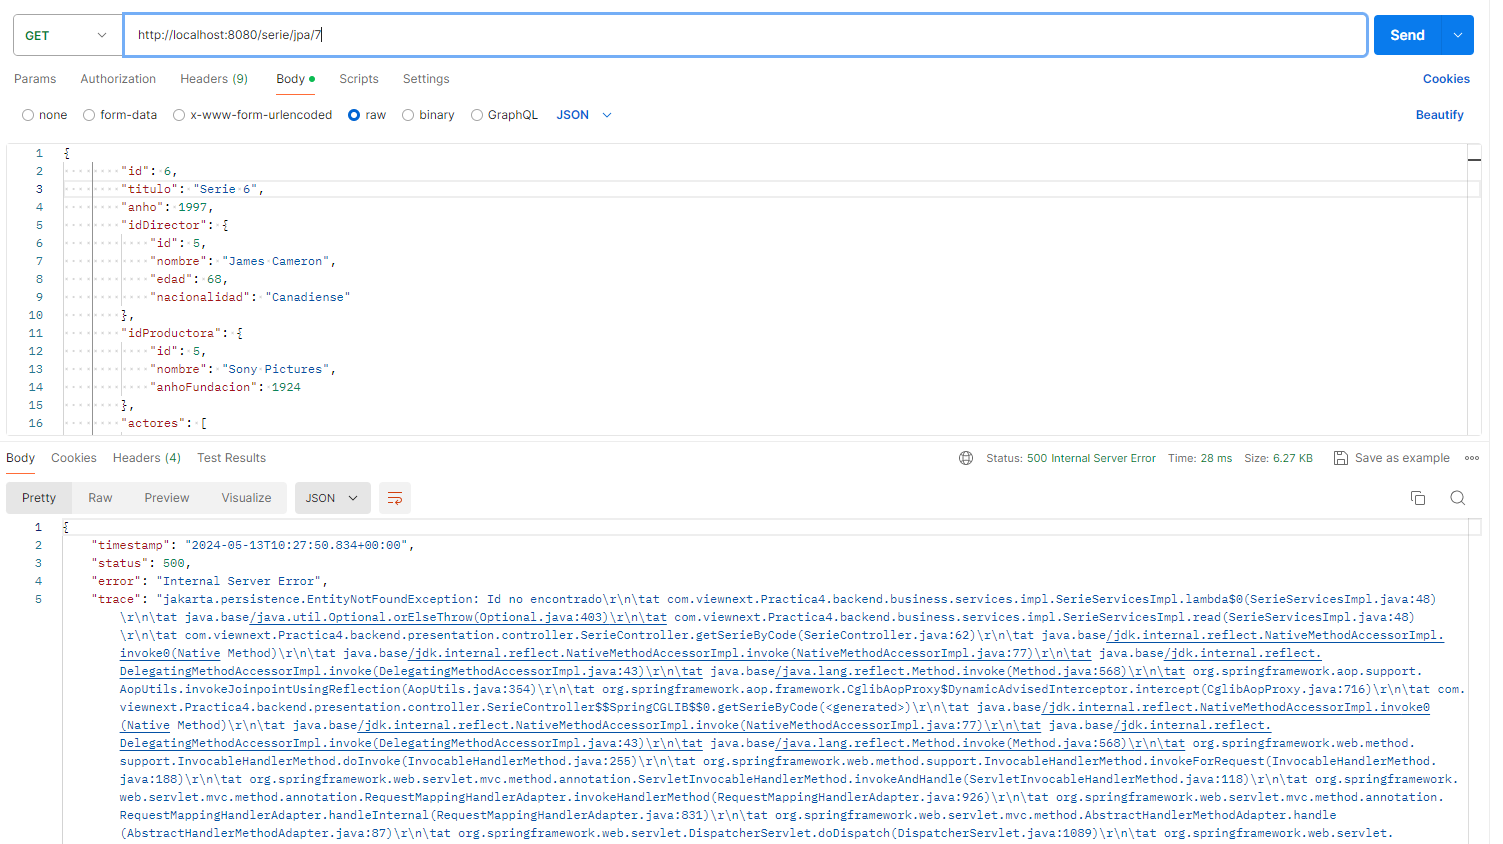 GET
http://localhost:8080/serie/jpa/7
Send
Params Authorization Headers (9) Body Scripts Settings Cookies
none form-data x-www-form-urlencoded raw binary GraphQL JSON Beautify
1 {
2 "id": 6,
3 "titulo": "Serie 6",
4 "anho": 1997,
5 "idDirector": {
6 "id": 5,
7 "nombre": "James Cameron",
8 "edad": 68,
9 "nacionalidad": "Canadiense"
10 },
11 "idProductora": {
12 "id": 5,
13 "nombre": "Sony Pictures",
14 "anhoFundacion": 1924
15 },
16 "actores": [
Body Cookies Headers (4) Test Results Status: 500 Internal Server Error Time: 28 ms Size: 6.27 KB Save as example
Pretty Raw Preview Visualize JSON
1 {
2 "timestamp": "2024-05-13T10:27:50.834+00:00",
3 "status": 500,
4 "error": "Internal Server Error",
5 "trace": "jakarta.persistence.EntityNotFoundException: Id no encontrado\r\n\tat com.viewnext.Practica4.backend.business.services.impl.SerieServicesImpl.lambda$0(SerieServicesImpl.java:48)
\r\n\tat java.base/java.util.Optional.orElseThrow(Optional.java:403)\r\n\tat com.viewnext.Practica4.backend.business.services.impl.SerieServicesImpl.read(SerieServicesImpl.java:48)
\r\n\tat com.viewnext.Practica4.backend.presentation.controller.SerieController.getSerieByCode(SerieController.java:62)\r\n\tat java.base/jdk.internal.reflect.NativeMethodAccessorImpl.
invoke0(Native Method)\r\n\tat java.base/jdk.internal.reflect.NativeMethodAccessorImpl.invoke(NativeMethodAccessorImpl.java:77)\r\n\tat java.base/jdk.internal.reflect.
DelegatingMethodAccessorImpl.invoke(DelegatingMethodAccessorImpl.java:43)\r\n\tat java.base/java.lang.reflect.Method.invoke(Method.java:568)\r\n\tat org.springframework.aop.support.
AopUtils.invokeJoinpointUsingReflection(AopUtils.java:354)\r\n\tat org.springframework.aop.framework.CglibAopProxy$DynamicAdvisedInterceptor.intercept(CglibAopProxy.java:716)\r\n\tat com.
viewnext.Practica4.backend.presentation.controller.SerieController$$SpringCGLIB$$0.getSerieByCode(<generated>)\r\n\tat java.base/jdk.internal.reflect.NativeMethodAccessorImpl.invoke0
(Native Method)\r\n\tat java.base/jdk.internal.reflect.NativeMethodAccessorImpl.invoke(NativeMethodAccessorImpl.java:77)\r\n\tat java.base/jdk.internal.reflect.
DelegatingMethodAccessorImpl.invoke(DelegatingMethodAccessorImpl.java:43)\r\n\tat java.base/java.lang.reflect.Method.invoke(Method.java:568)\r\n\tat org.springframework.web.method.
support.InvocableHandlerMethod.doInvoke(InvocableHandlerMethod.java:255)\r\n\tat org.springframework.web.method.support.InvocableHandlerMethod.invokeForRequest(InvocableHandlerMethod.
java:188)\r\n\tat org.springframework.web.servlet.mvc.method.annotation.ServletInvocableHandlerMethod.invokeAndHandle(ServletInvocableHandlerMethod.java:118)\r\n\tat org.springframework.
web.servlet.mvc.method.annotation.RequestMappingHandlerAdapter.invokeHandlerMethod(RequestMappingHandlerAdapter.java:926)\r\n\tat org.springframework.web.servlet.mvc.method.annotation.
RequestMappingHandlerAdapter.handleInternal(RequestMappingHandlerAdapter.java:831)\r\n\tat org.springframework.web.servlet.mvc.method.AbstractHandlerMethodAdapter.handle
(AbstractHandlerMethodAdapter.java:87)\r\n\tat org.springframework.web.servlet.DispatcherServlet.doDispatch(DispatcherServlet.java:1089)\r\n\tat org.springframework.web.servlet.